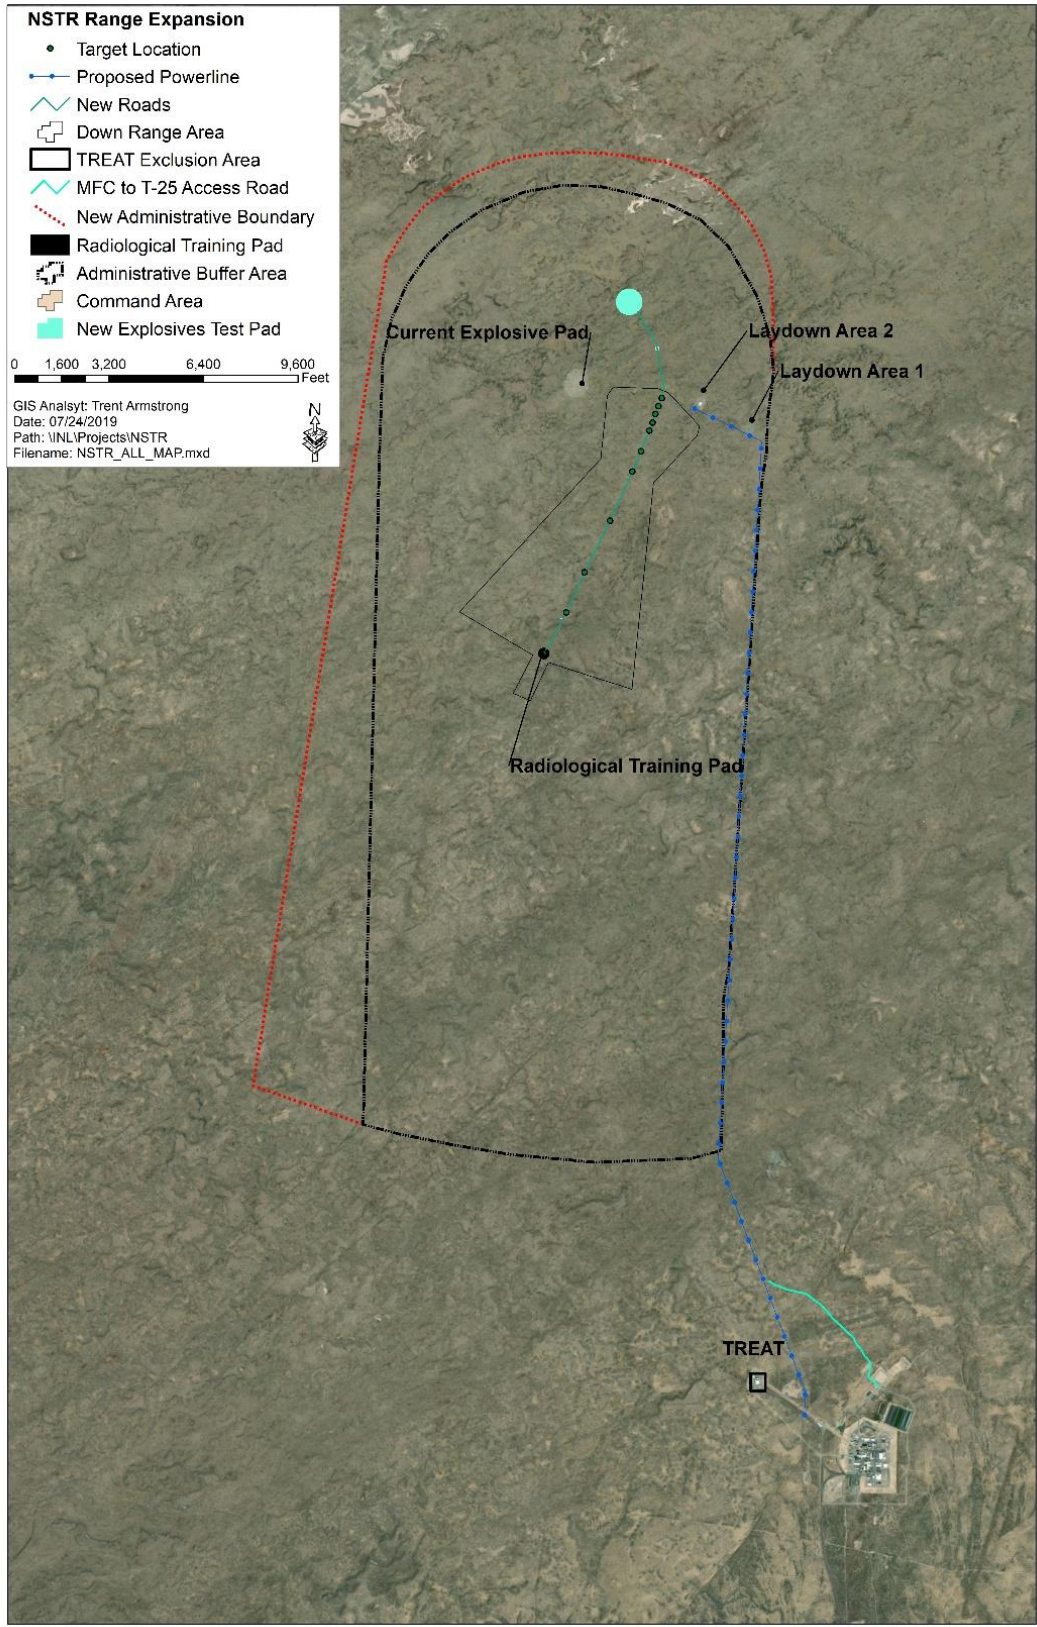 NSTR Range Expansion
Target Location
Proposed Powerline
New Roads
Down Range Area
TREAT Exclusion Area
MFC to T-25 Access Road
New Administrative Boundary
Radiological Training Pad
Administrative Buffer Area
Command Area
New Explosives Test Pad
0 1,600 3,200 6,400 9,600
Feet
GIS Analsyt: Trent Armstrong
Date: 07/24/2019
Path: \INL\Projects\NSTR
Filename: NSTR_ALL_MAP.mxd
N
Current Explosive Pad
Laydown Area 2
Laydown Area 1
Radiological Training Pad
TREAT